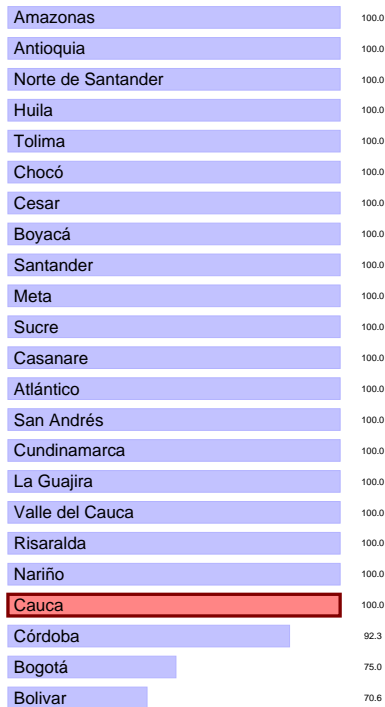 Amazonas 100.0
Antioquia 100.0
Norte de Santander 100.0
Huila 100.0
Tolima 100.0
Chocó 100.0
Cesar 100.0
Boyacá 100.0
Santander 100.0
Meta 100.0
Sucre 100.0
Casanare 100.0
Atlántico 100.0
San Andrés 100.0
Cundinamarca 100.0
La Guajira 100.0
Valle del Cauca 100.0
Risaralda 100.0
Nariño 100.0
Cauca 100.0
Córdoba 92.3
Bogotá 75.0
Bolivar 70.6